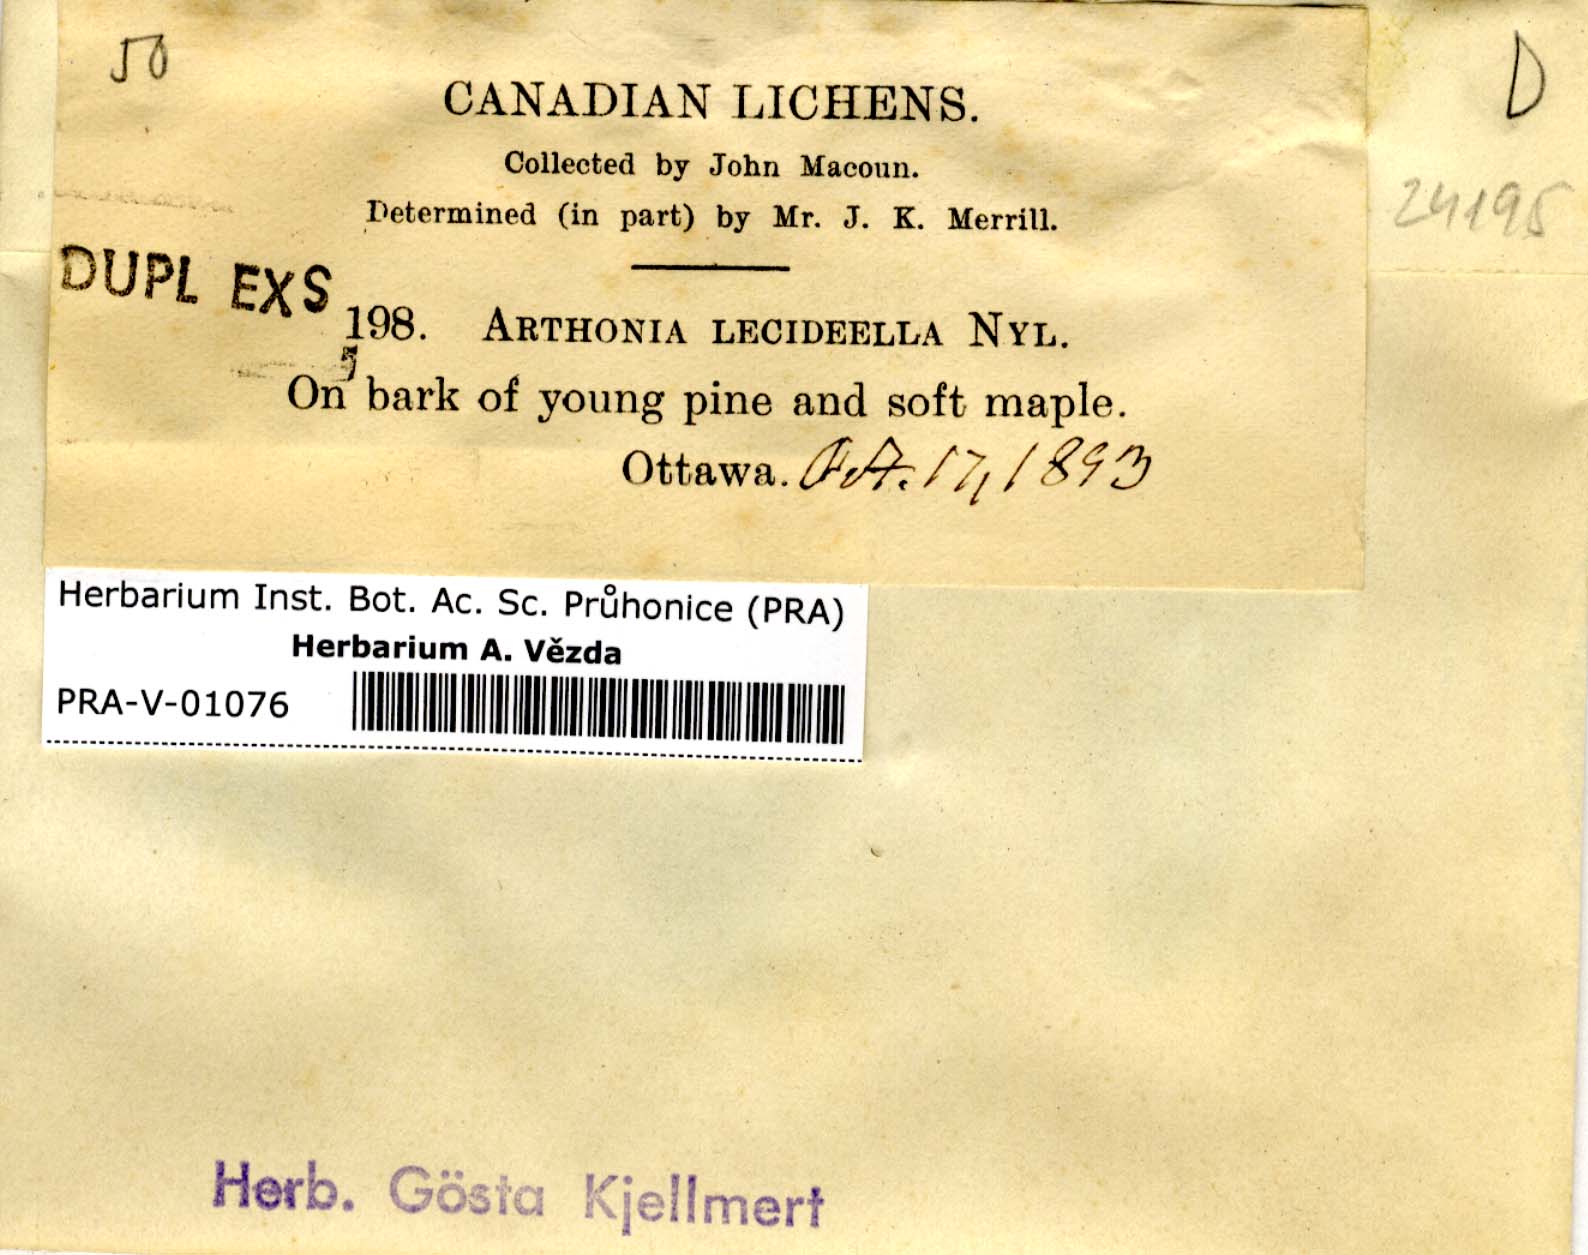 50
D
CANADIAN LICHENS.
Collected by John Macoun.
24195
Determined (in part) by Mr. J. K. Merrill.
DUPL EXS
198. ARTHONIA LECIDEELLA NYL.
On bark of young pine and soft maple.
Ottawa. Oct. 17, 1893
Herbarium Inst. Bot. Ac. Sc. Průhonice (PRA)
Herbarium A. Vězda
PRA-V-01076
Herb. Gösta Kjellmert